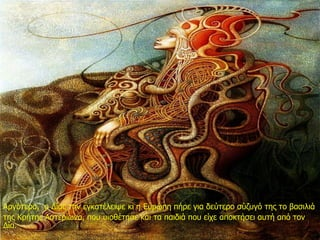 Αργότερα, ο Δίας την εγκατέλειψε κι η Ευρώπη πήρε για δεύτερο σύζυγό της το βασιλιά
της Κρήτης Αστερίωνα, που υιοθέτησε και τα παιδιά που είχε αποκτήσει αυτή από τον
Δία.